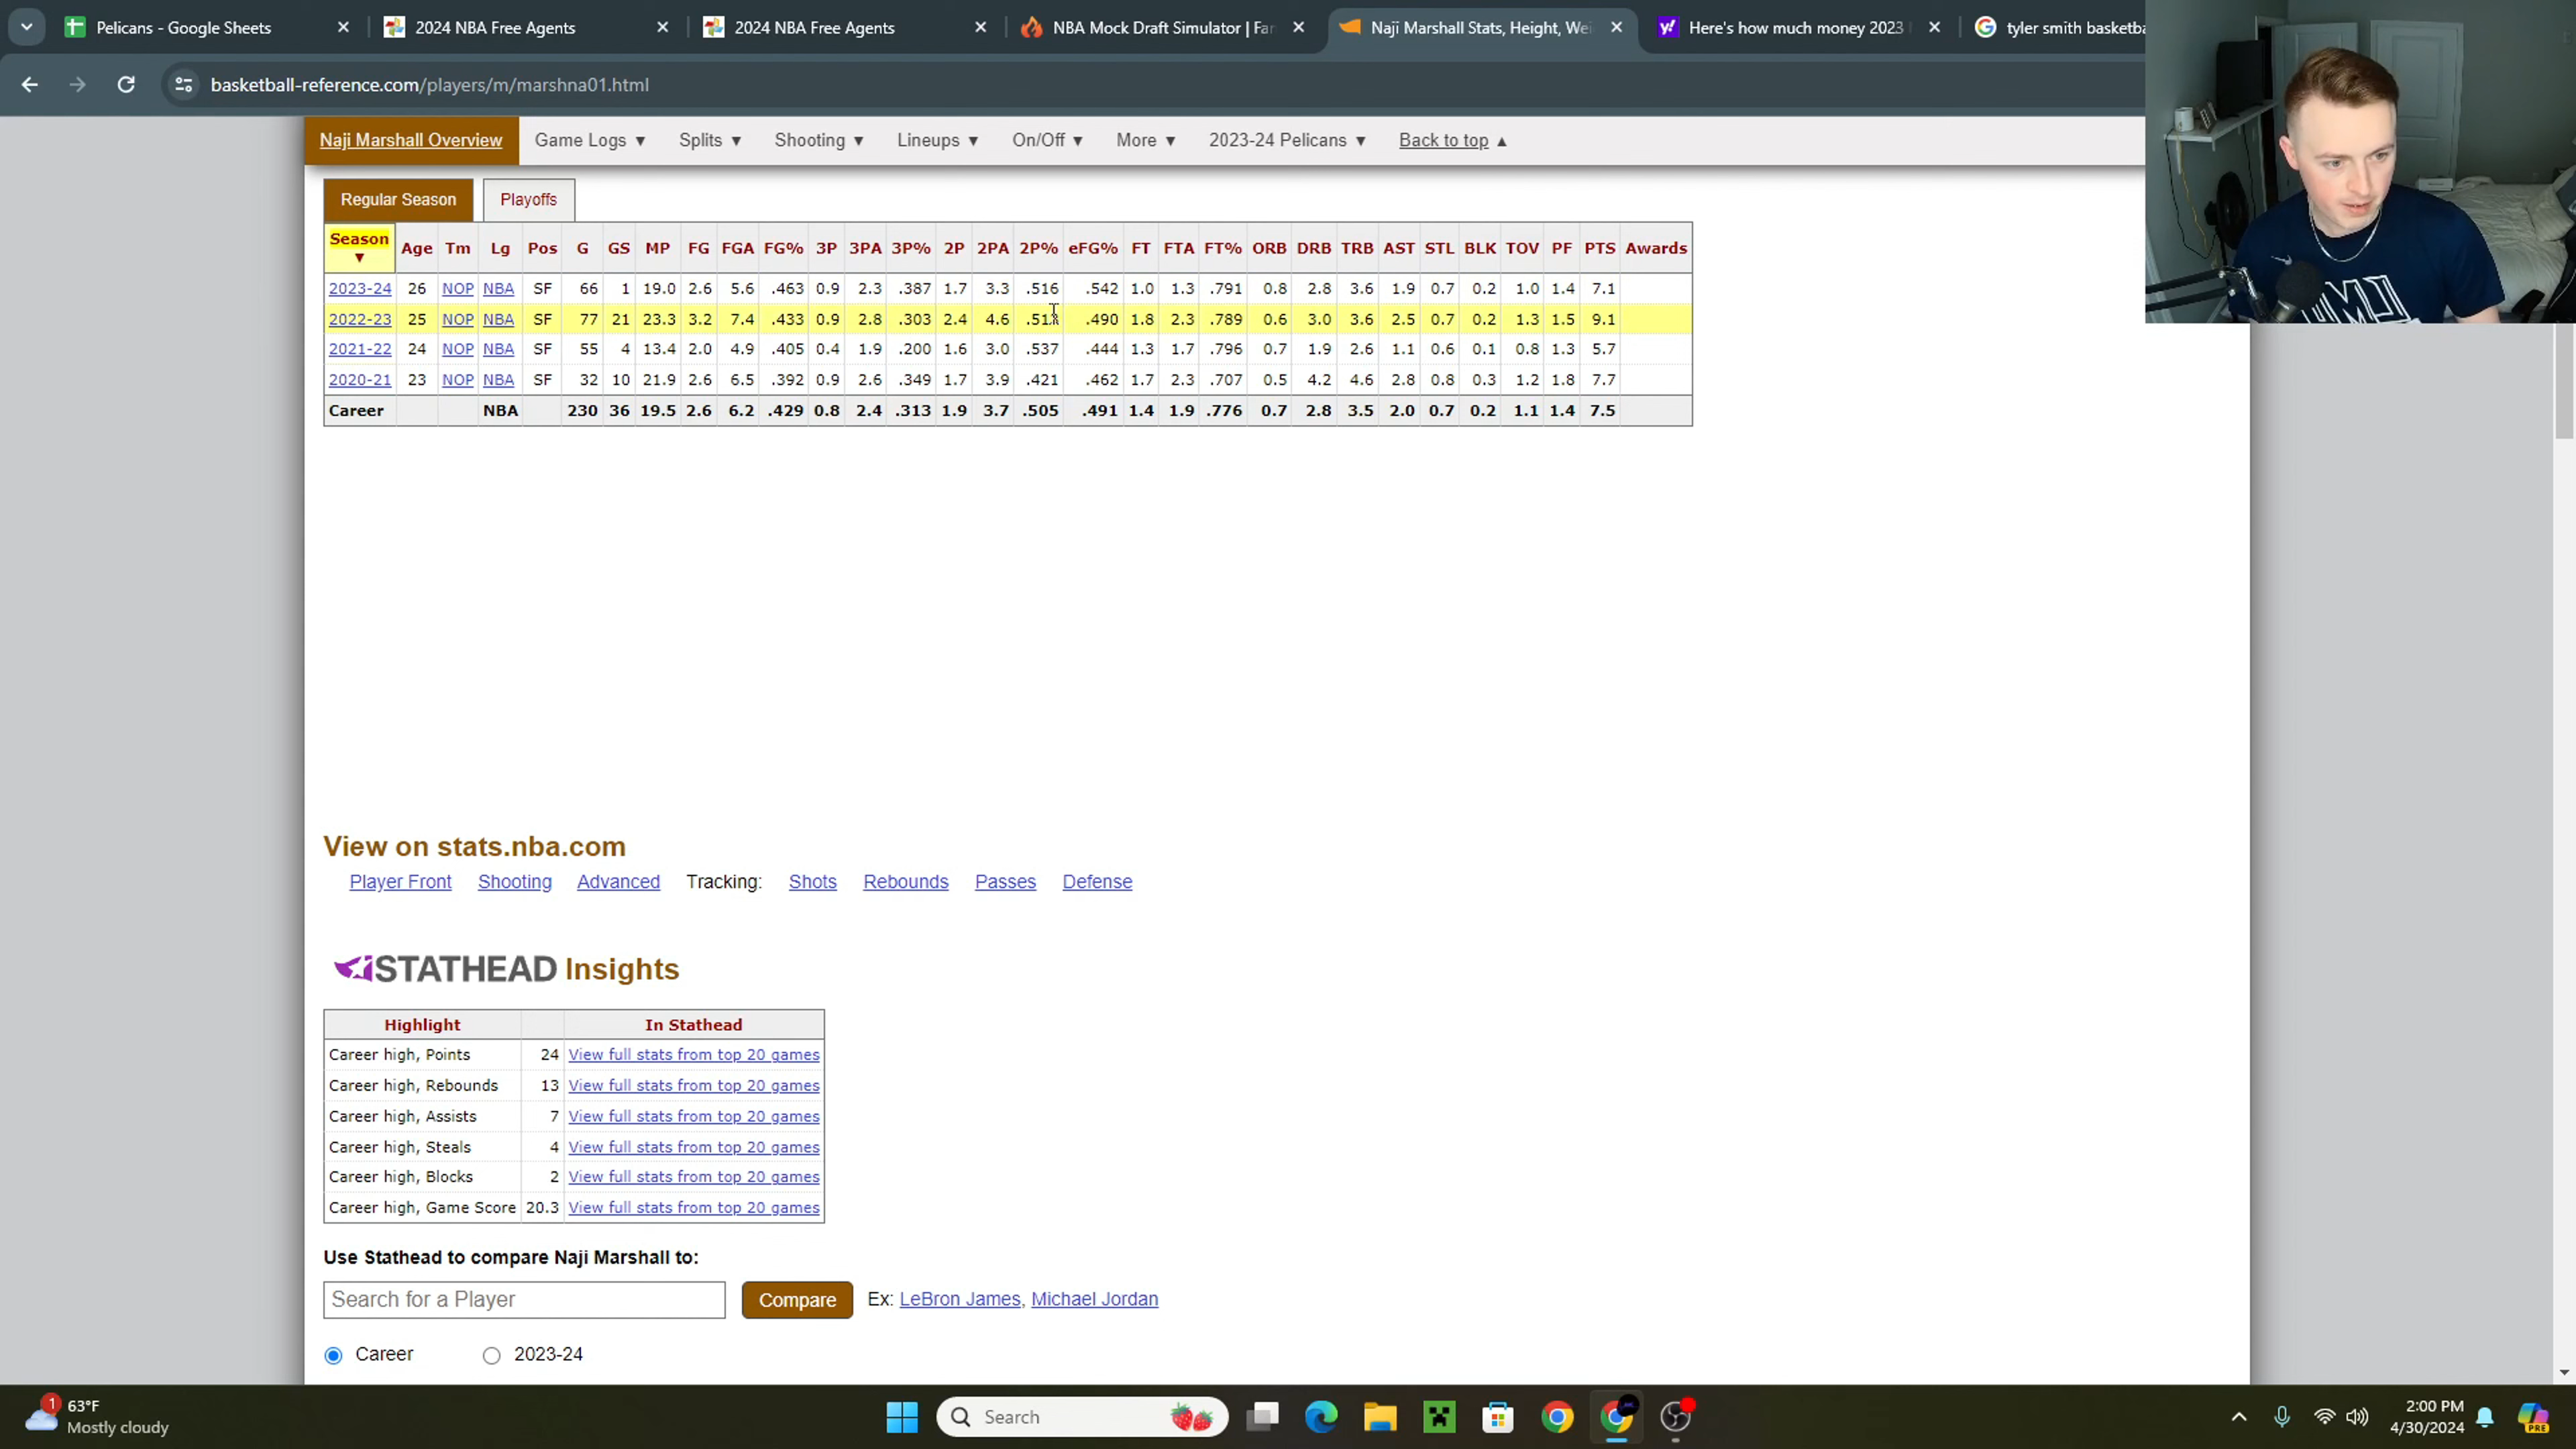 Pelicans - Google Sheets
2024 NBA Free Agents
2024 NBA Free Agents
NBA Mock Draft Simulator | Fan
Naji Marshall Stats, Height, Wei
Here's how much money 2023
tyler smith basketba
basketball-reference.com/players/m/marshna01.html
Naji Marshall Overview Game Logs ▼ Splits ▼ Shooting ▼ Lineups ▼ On/Off ▼ More ▼ 2023-24 Pelicans ▼ Back to top ▲
Regular Season Playoffs
Season ▼ Age Tm Lg Pos G GS MP FG FGA FG% 3P 3PA 3P% 2P 2PA 2P% eFG% FT FTA FT% ORB DRB TRB AST STL BLK TOV PF PTS Awards
2023-24 26 NOP NBA SF 66 1 19.0 2.6 5.6 .463 0.9 2.3 .387 1.7 3.3 .516 .542 1.0 1.3 .791 0.8 2.8 3.6 1.9 0.7 0.2 1.0 1.4 7.1
2022-23 25 NOP NBA SF 77 21 23.3 3.2 7.4 .433 0.9 2.8 .303 2.4 4.6 .490 1.8 2.3 .789 0.6 3.0 3.6 2.5 0.7 0.2 1.3 1.5 9.1
2021-22 24 NOP NBA SF 55 4 13.4 2.0 4.9 .405 0.4 1.9 .200 1.6 3.0 .537 .444 1.3 1.7 .796 0.7 1.9 2.6 1.1 0.6 0.1 0.8 1.3 5.7
2020-21 23 NOP NBA SF 32 10 21.9 2.6 6.5 .392 0.9 2.6 .349 1.7 3.9 .421 .462 1.7 2.3 .707 0.5 4.2 4.6 2.8 0.8 0.3 1.2 1.8 7.7
Career NBA 230 36 19.5 2.6 6.2 .429 0.8 2.4 .313 1.9 3.7 .505 .491 1.4 1.9 .776 0.7 2.8 3.5 2.0 0.7 0.2 1.1 1.4 7.5
View on stats.nba.com
Player Front Shooting Advanced Tracking: Shots Rebounds Passes Defense
STATHEAD Insights
Highlight In Stathead
Career high, Points 24 View full stats from top 20 games
Career high, Rebounds 13 View full stats from top 20 games
Career high, Assists 7 View full stats from top 20 games
Career high, Steals 4 View full stats from top 20 games
Career high, Blocks 2 View full stats from top 20 games
Career high, Game Score 20.3 View full stats from top 20 games
Use Stathead to compare Naji Marshall to:
Search for a Player Compare Ex: LeBron James, Michael Jordan
Career 2023-24
1
63°F
Mostly cloudy
Search
PRE
2:00 PM
4/30/2024